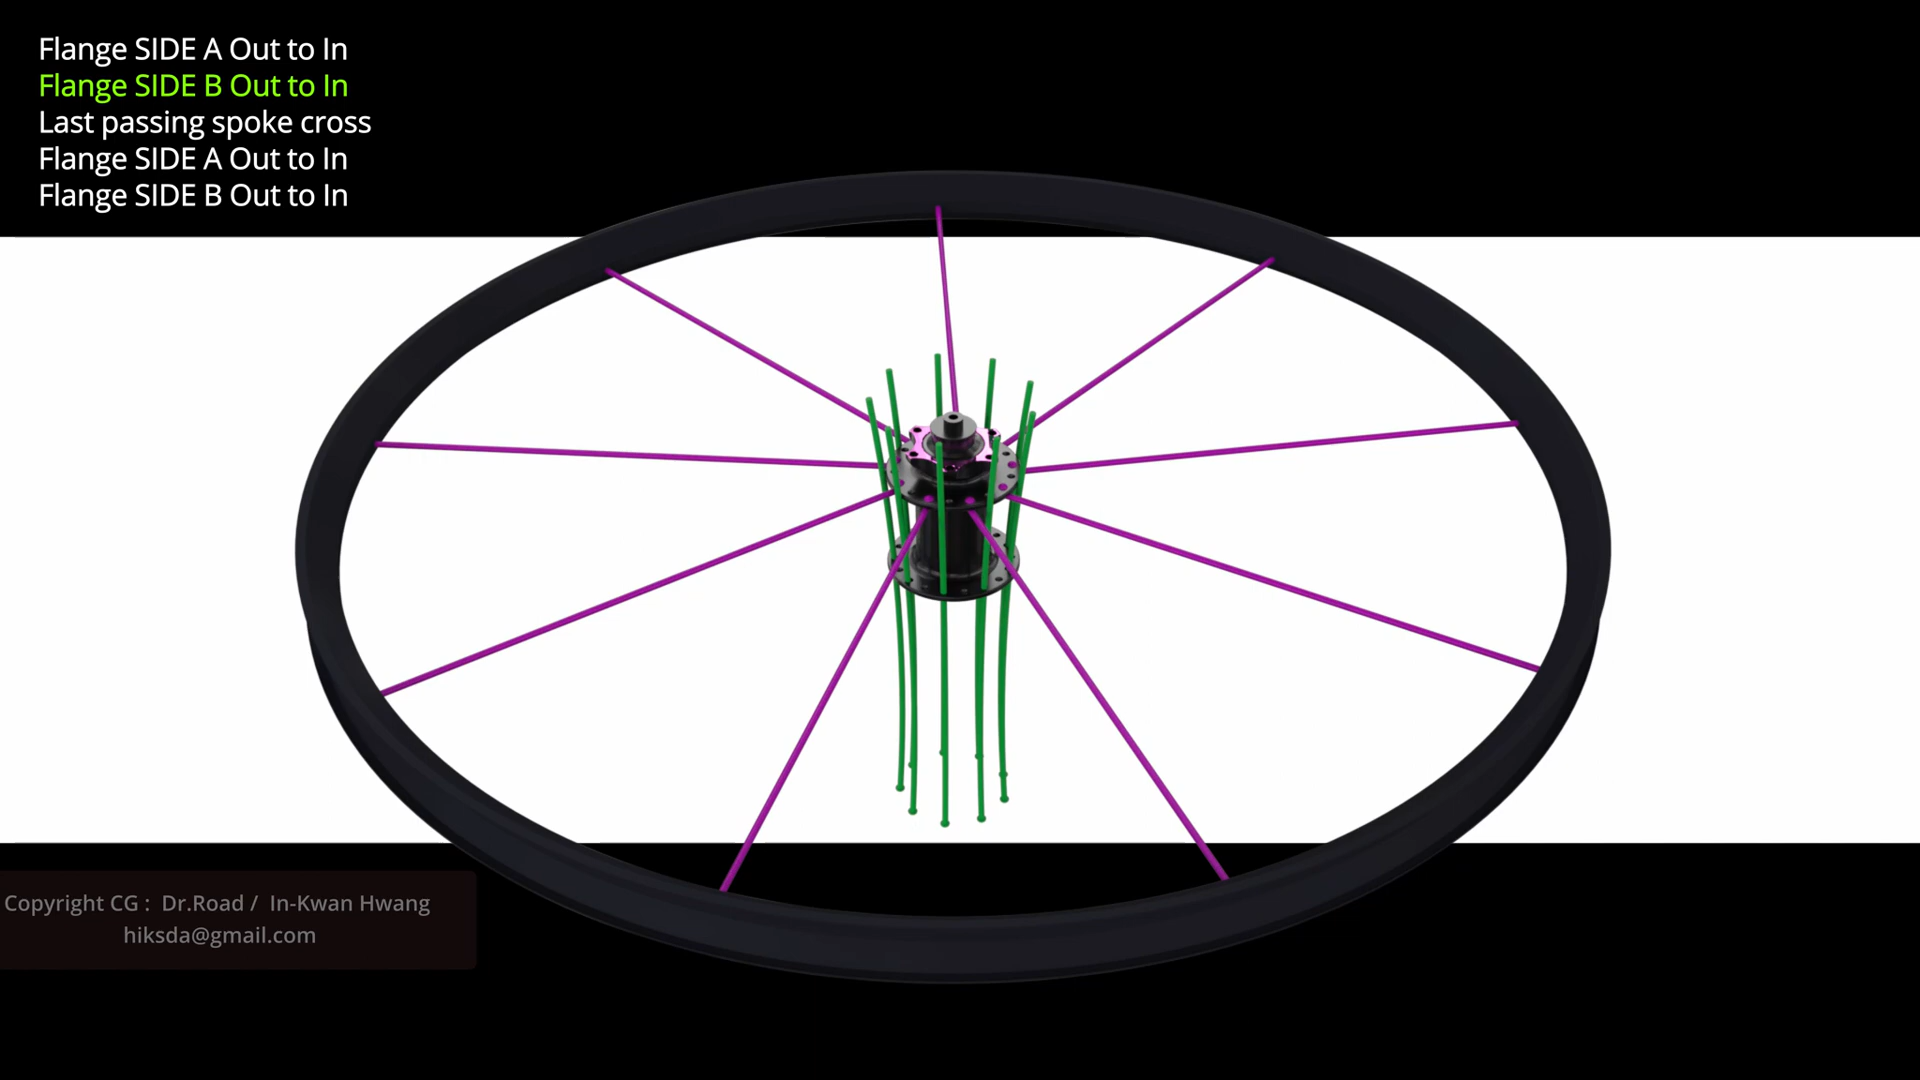 Flange SIDE A Out to In
Flange SIDE B Out to In
Last passing spoke cross
Flange SIDE A Out to In
Flange SIDE B Out to In
Copyright CG : Dr.Road / In-Kwan Hwang
hiksda@gmail.com